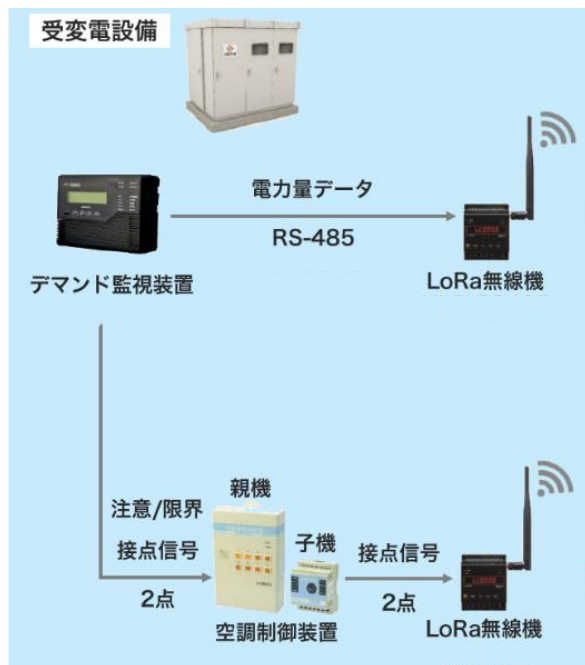 受変電設備
電力量データ
RS-485
デマンド監視装置
LoRa無線機
注意/限界
接点信号
2点
親機
子機
空調制御装置
接点信号
2点
LoRa無線機